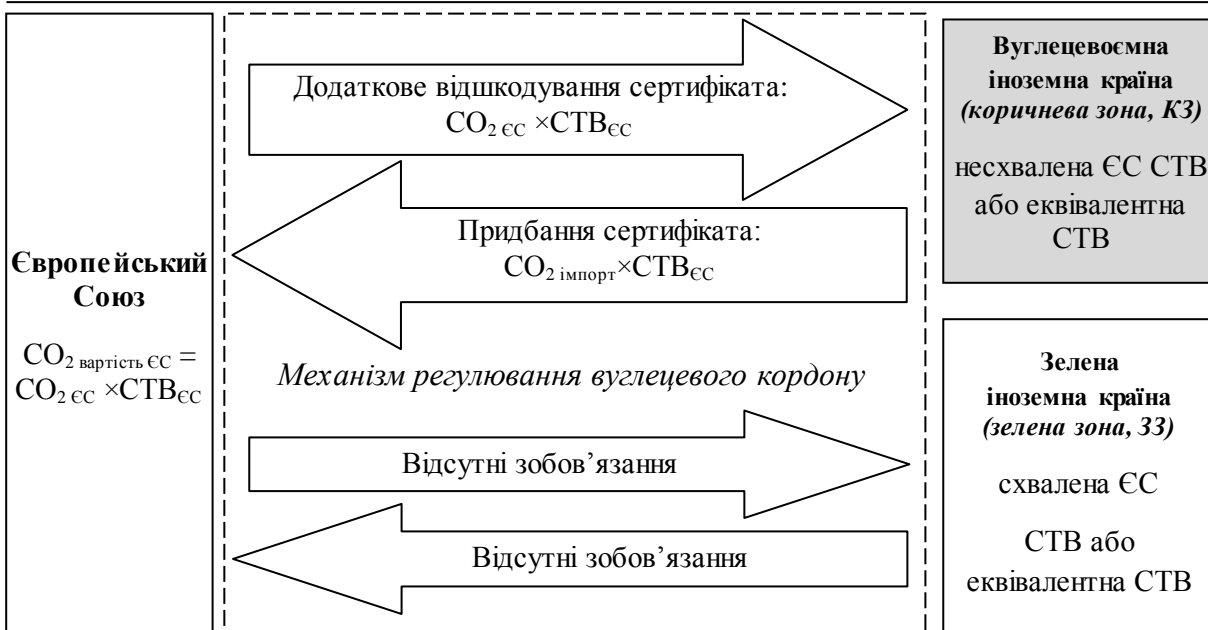 Європейський
Союз
CO₂ вартість ЄС =
CO₂ ЄС ×СТВЄС
Додаткове відшкодування сертифіката:
CO₂ ЄС ×СТВЄС
Придбання сертифіката:
CO₂ імпорт×СТВЄС
Механізм регулювання вуглецевого кордону
Відсутні зобов’язання
Відсутні зобов’язання
Вуглецевоємна
іноземна країна
(коричнева зона, КЗ)
несхвалена ЄС СТВ
або еквівалентна
СТВ
Зелена
іноземна країна
(зелена зона, ЗЗ)
схвалена ЄС
СТВ або
еквівалентна СТВ